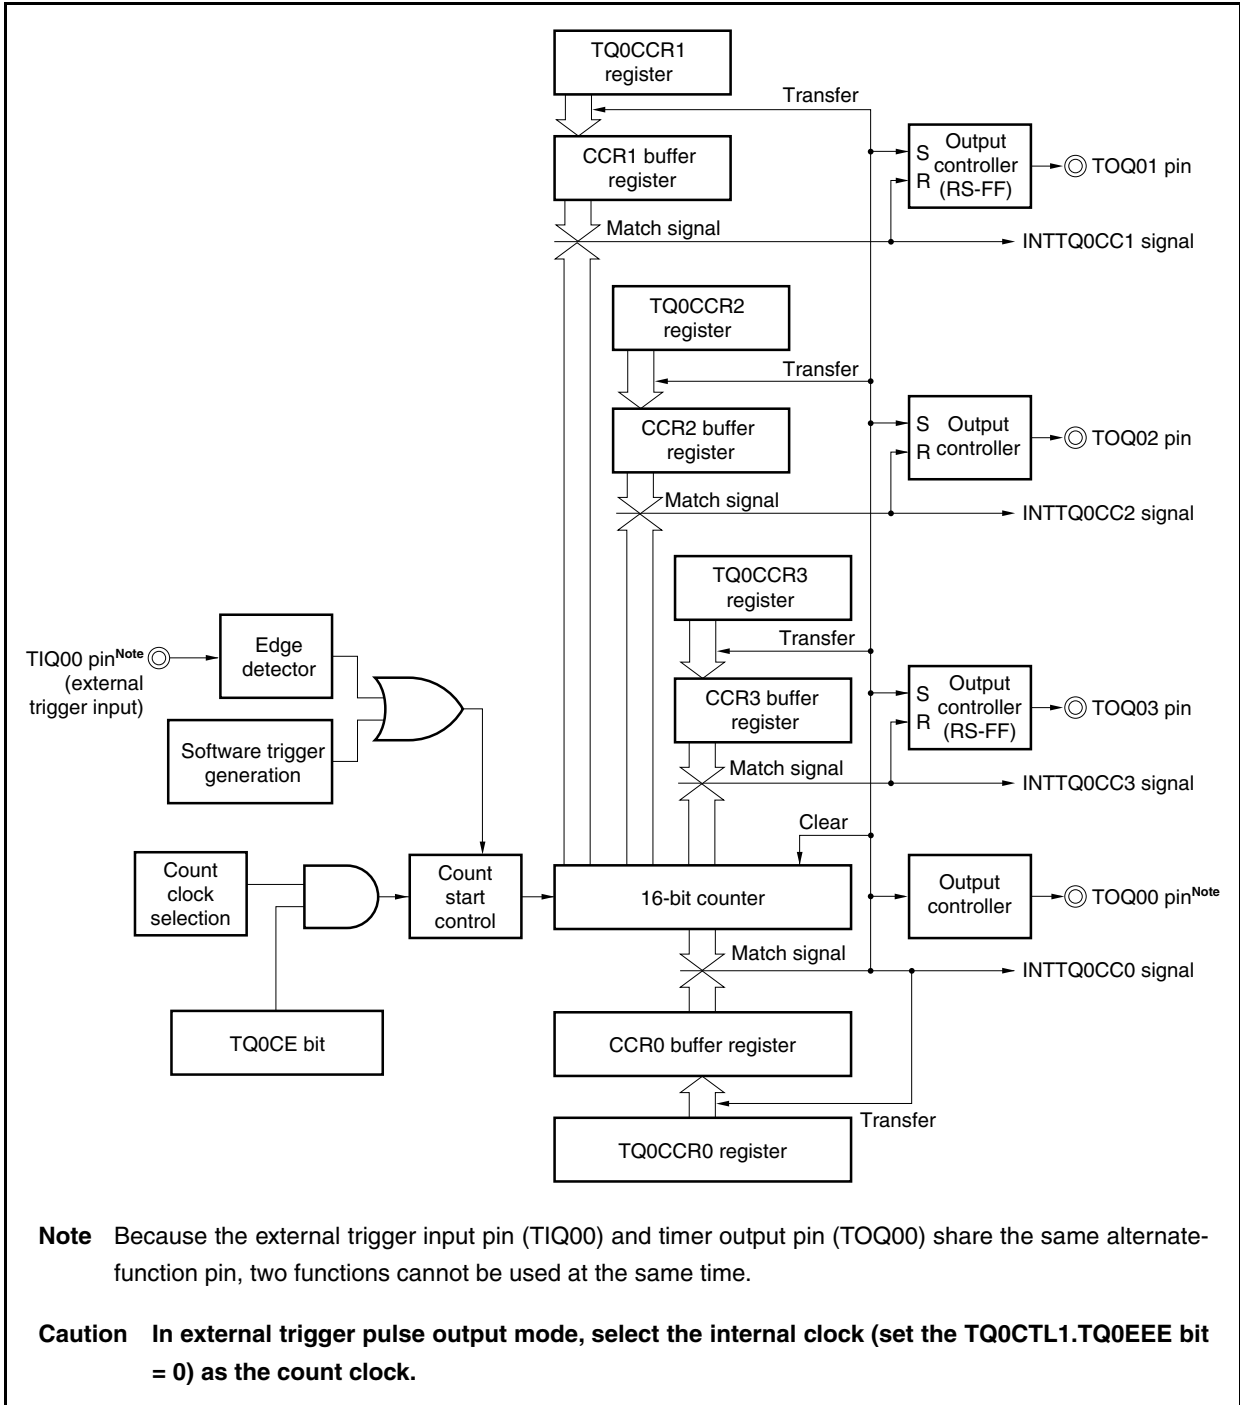 TQ0CCR1
register
Transfer
CCR1 buffer
register
S
R
Output
controller
(RS-FF)
TOQ01 pin
Match signal
INTTQ0CC1 signal
TQ0CCR2
register
Transfer
CCR2 buffer
register
S
R
Output
controller
TOQ02 pin
Match signal
INTTQ0CC2 signal
TQ0CCR3
register
Transfer
CCR3 buffer
register
S
R
Output
controller
(RS-FF)
TOQ03 pin
Match signal
INTTQ0CC3 signal
TIQ00 pinNote
(external
trigger input)
Edge
detector
Software trigger
generation
Clear
Count
clock
selection
Count
start
control
16-bit counter
Output
controller
TOQ00 pinNote
Match signal
INTTQ0CC0 signal
TQ0CE bit
CCR0 buffer register
Transfer
TQ0CCR0 register
Note Because the external trigger input pin (TIQ00) and timer output pin (TOQ00) share the same alternate-
function pin, two functions cannot be used at the same time.
Caution In external trigger pulse output mode, select the internal clock (set the TQ0CTL1.TQ0EEE bit
= 0) as the count clock.